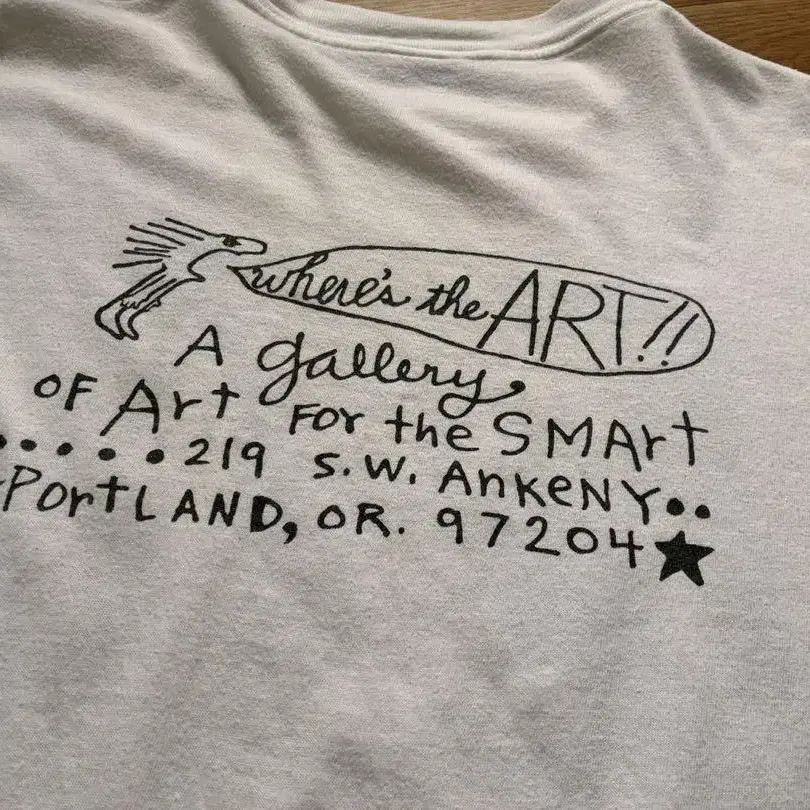 where's the ART!!
A gallery
OF Art FOR the SMArt
219 S.W. AnKeNY
PortLAND, OR. 97204